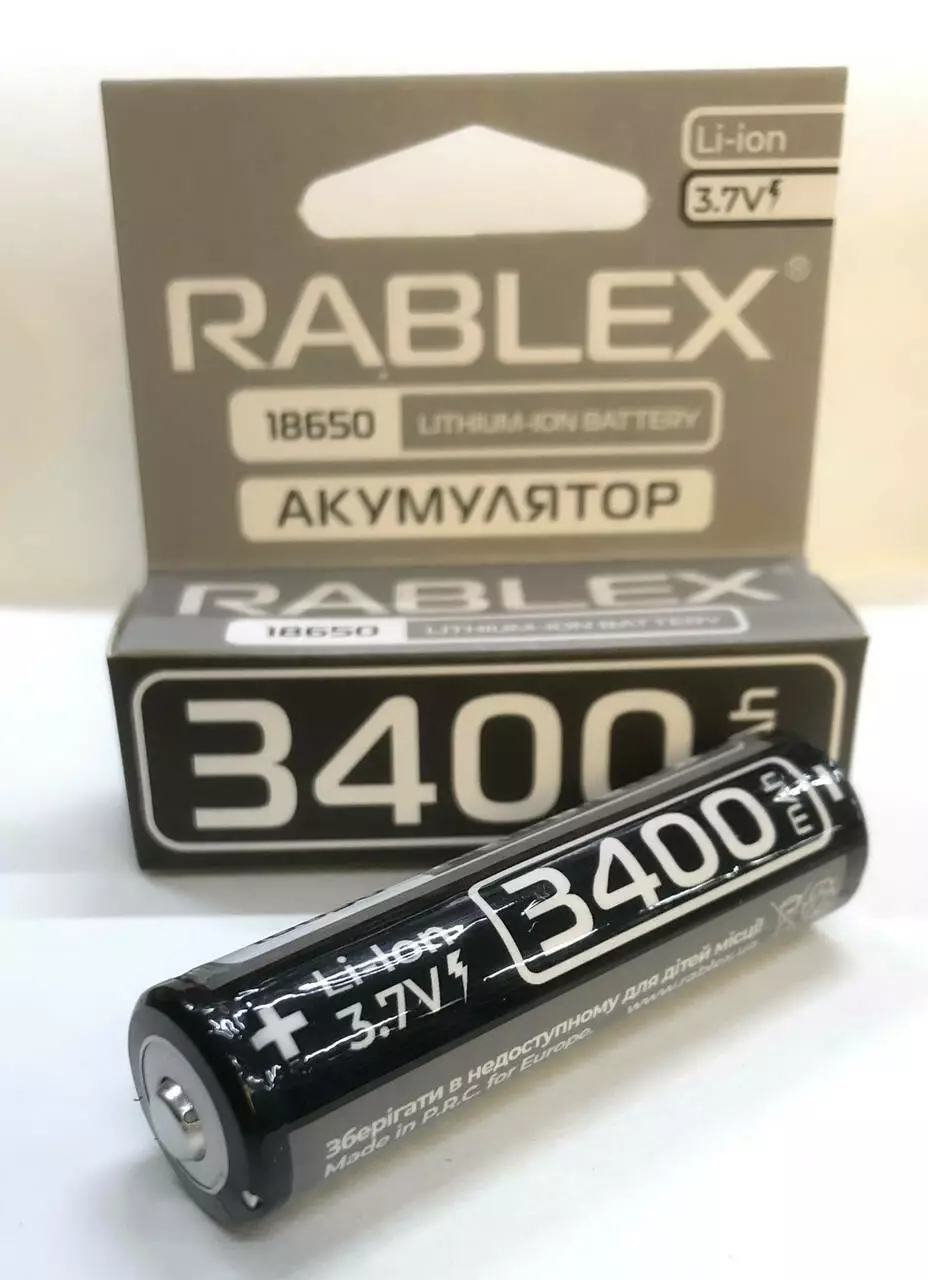 Li-ion
3.7V
RABLEX®
18650 LITHIUM-ION BATTERY
АКУМУЛЯТОР
RABLEX
18650 LITHIUM-ION BATTERY
3400
+ Li-Ion
3.7V
3400 mAh
Зберігати в недоступному для дітей місці!
Made in P.R.C. for Europe. www.rablex.ua